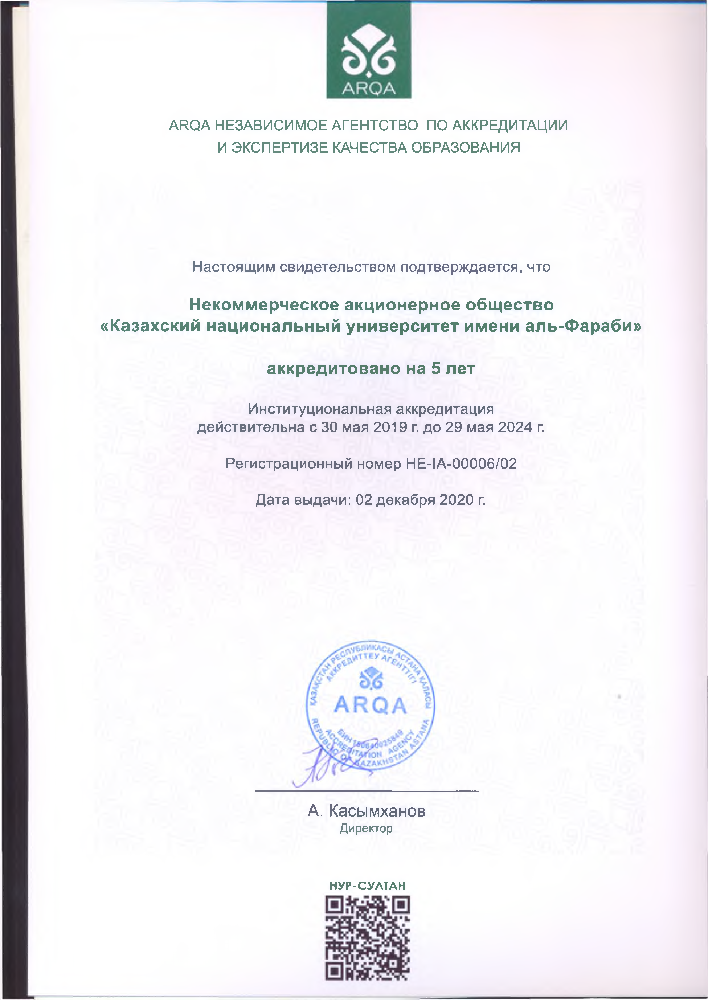 ARQA
ARQA НЕЗАВИСИМОЕ АГЕНТСТВО ПО АККРЕДИТАЦИИ
И ЭКСПЕРТИЗЕ КАЧЕСТВА ОБРАЗОВАНИЯ
Настоящим свидетельством подтверждается, что
Некоммерческое акционерное общество
«Казахский национальный университет имени аль-Фараби»
аккредитовано на 5 лет
Институциональная аккредитация
действительна с 30 мая 2019 г. до 29 мая 2024 г.
Регистрационный номер HE-IA-00006/02
Дата выдачи: 02 декабря 2020 г.
ҚАЗАҚСТАН РЕСПУБЛИКАСЫ АСТАНА ҚАЛАСЫ
АККРЕДИТТЕУ АГЕНТТІГІ
ARQA
БИН
ACCREDITATION AGENCY
REPUBLIC OF KAZAKHSTAN ASTANA
А. Касымханов
Директор
НУР-СУЛТАН